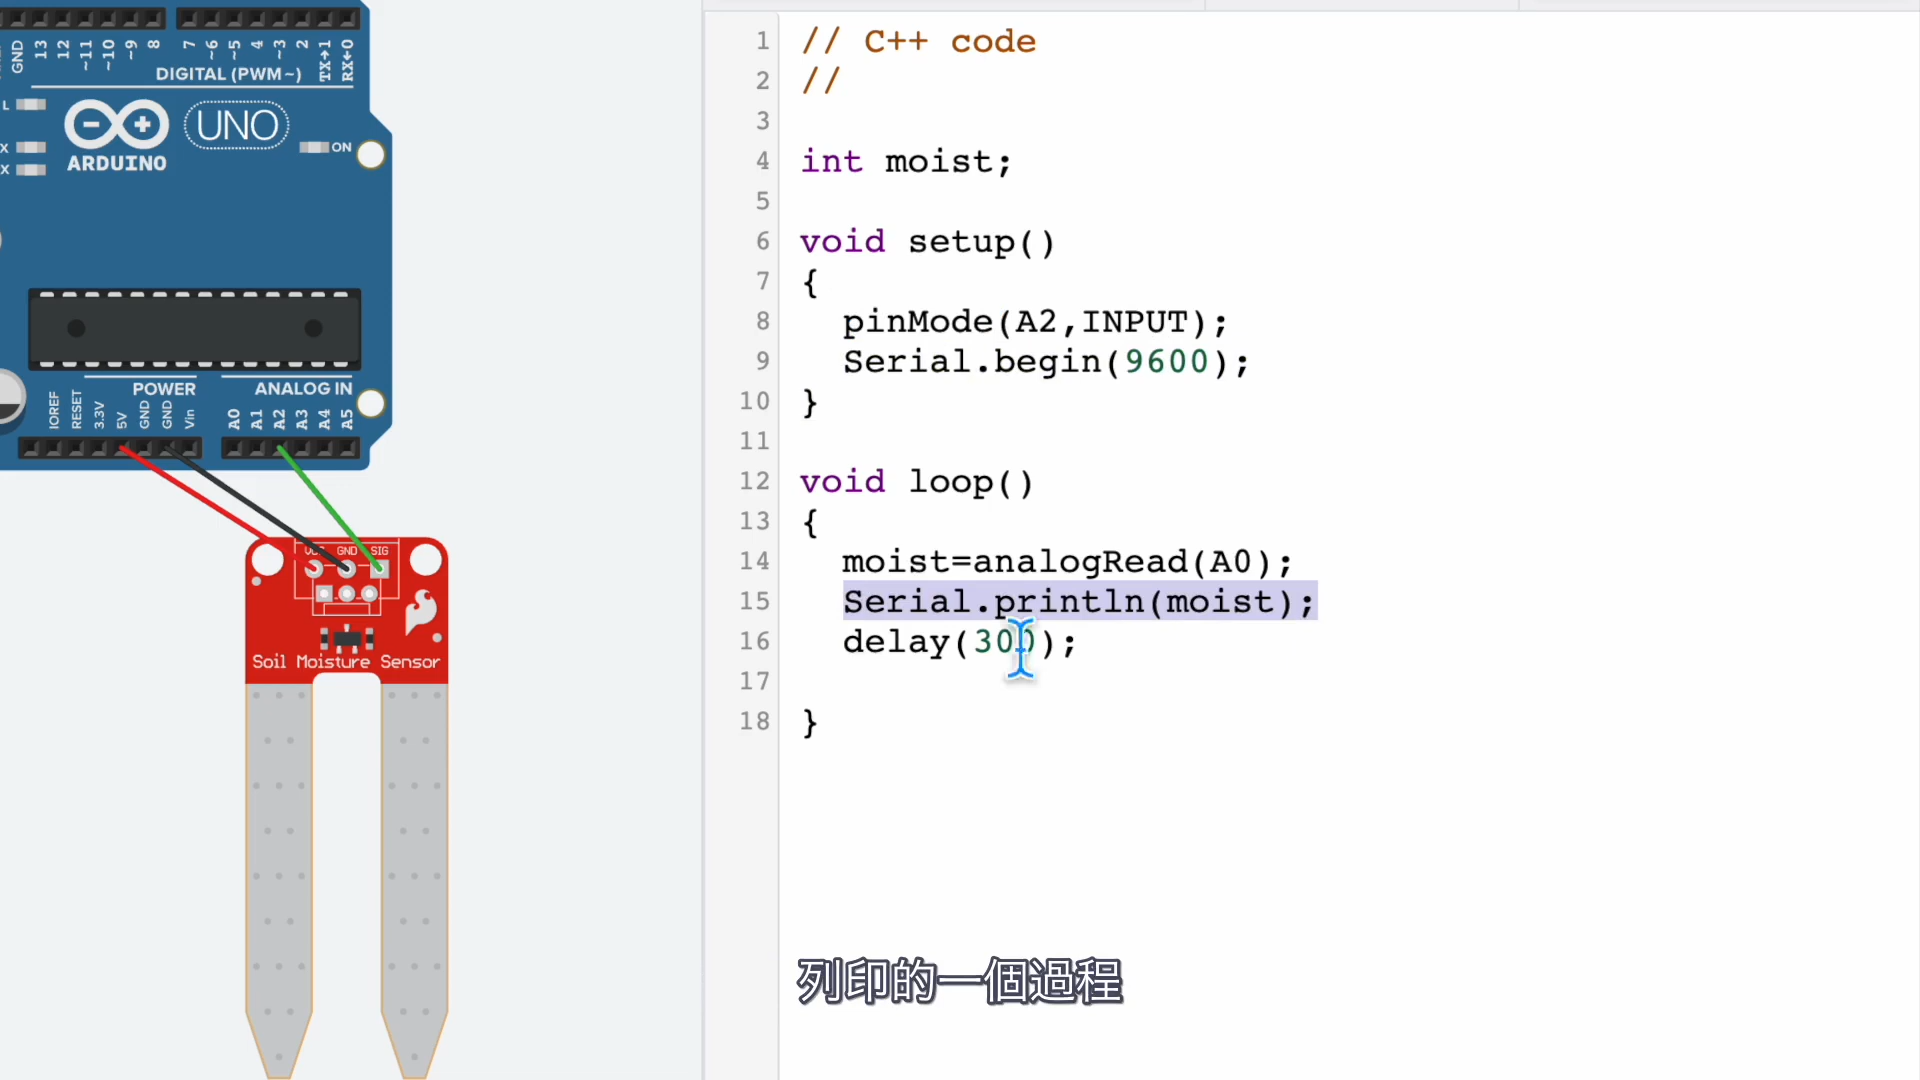 GND
13
12
~11
~10
~9
8
7
~6
~5
4
~3
2
TX→1
RX←0
DIGITAL (PWM~)
L
X
X
UNO
ON
ARDUINO
POWER
ANALOG IN
IOREF
RESET
3.3V
5V
GND
GND
Vin
A0
A1
A2
A3
A4
A5
VCC GND SIG
Soil Moisture Sensor
1 // C++ code
2 //
3
4 int moist;
5
6 void setup()
7 {
8 pinMode(A2,INPUT);
9 Serial.begin(9600);
10 }
11
12 void loop()
13 {
14 moist=analogRead(A0);
15 Serial.println(moist);
16 delay(300);
17
18 }
列印的一個過程